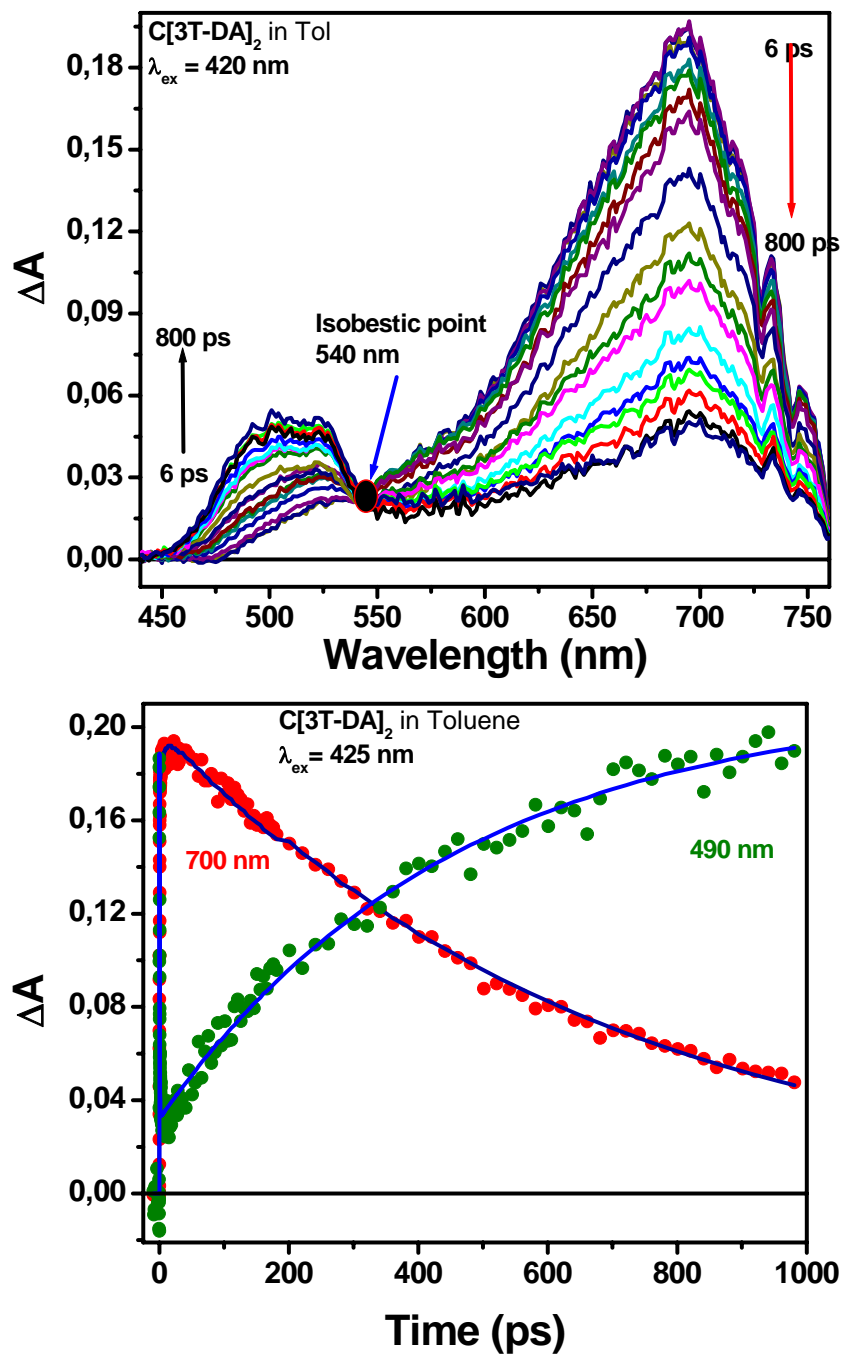 C[3T-DA]2 in Tol
λex = 420 nm
6 ps
800 ps
Isobestic point
540 nm
800 ps
6 ps
0,18
0,15
0,12
0,09
0,06
0,03
0,00
ΔA
450 500 550 600 650 700 750
Wavelength (nm)
C[3T-DA]2 in Toluene
λex= 425 nm
700 nm
490 nm
0,20
0,16
0,12
0,08
0,04
0,00
ΔA
0 200 400 600 800 1000
Time (ps)